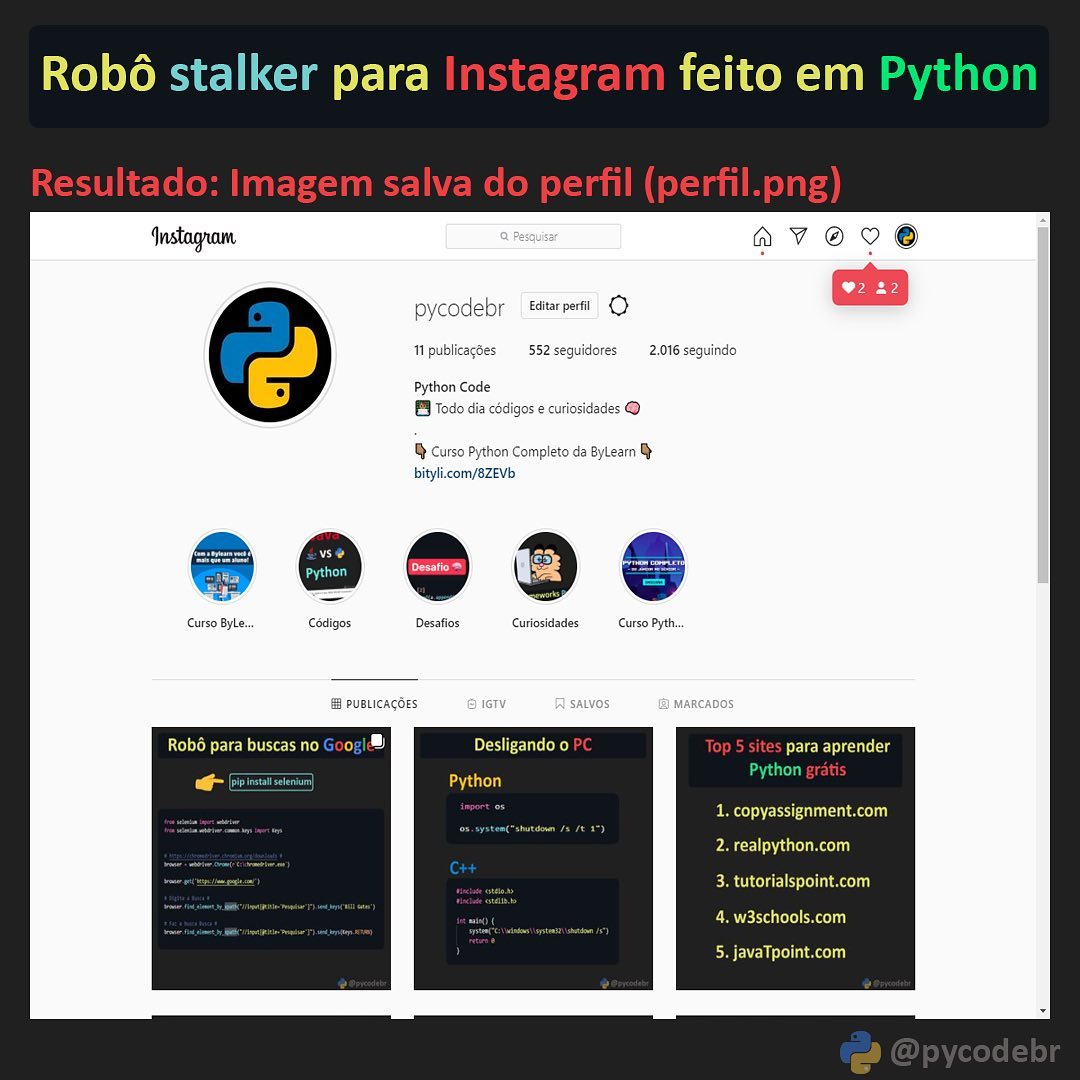 Robô stalker para Instagram feito em Python
Resultado: Imagem salva do perfil (perfil.png)
Instagram
Pesquisar
2 2
pycodebr Editar perfil
11 publicações 552 seguidores 2.016 seguindo
Python Code
Todo dia códigos e curiosidades
.
Curso Python Completo da ByLearn
bityli.com/8ZEVb
Com a Bylearn você é
mais que um aluno!
Java
VS
Python
Desafio
PYTHON COMPLETO
Curso ByLe...
Códigos
Desafios
Curiosidades
Curso Pyth...
PUBLICAÇÕES IGTV SALVOS MARCADOS
Robô para buscas no Google
pip install selenium
from selenium import webdriver
from selenium.webdriver.common.keys import Keys
# https://chromedriver.chromium.org/downloads #
browser = webdriver.Chrome(r'C:\chromedriver.exe')
browser.get('https://www.google.com/')
# Digita a Busca #
browser.find_element_by_xpath("//input[@title='Pesquisar']").send_keys('Bill Gates')
# Faz a busca Busca #
browser.find_element_by_xpath("//input[@title='Pesquisar']").send_keys(Keys.RETURN)
@pycodebr
Desligando o PC
Python
import os
os.system("shutdown /s /t 1")
C++
#include <stdio.h>
#include <stdlib.h>
int main() {
system("C:\\windows\\system32\\shutdown /s")
return 0
}
@pycodebr
Top 5 sites para aprender
Python grátis
1. copyassignment.com
2. realpython.com
3. tutorialspoint.com
4. w3schools.com
5. javaTpoint.com
@pycodebr
@pycodebr